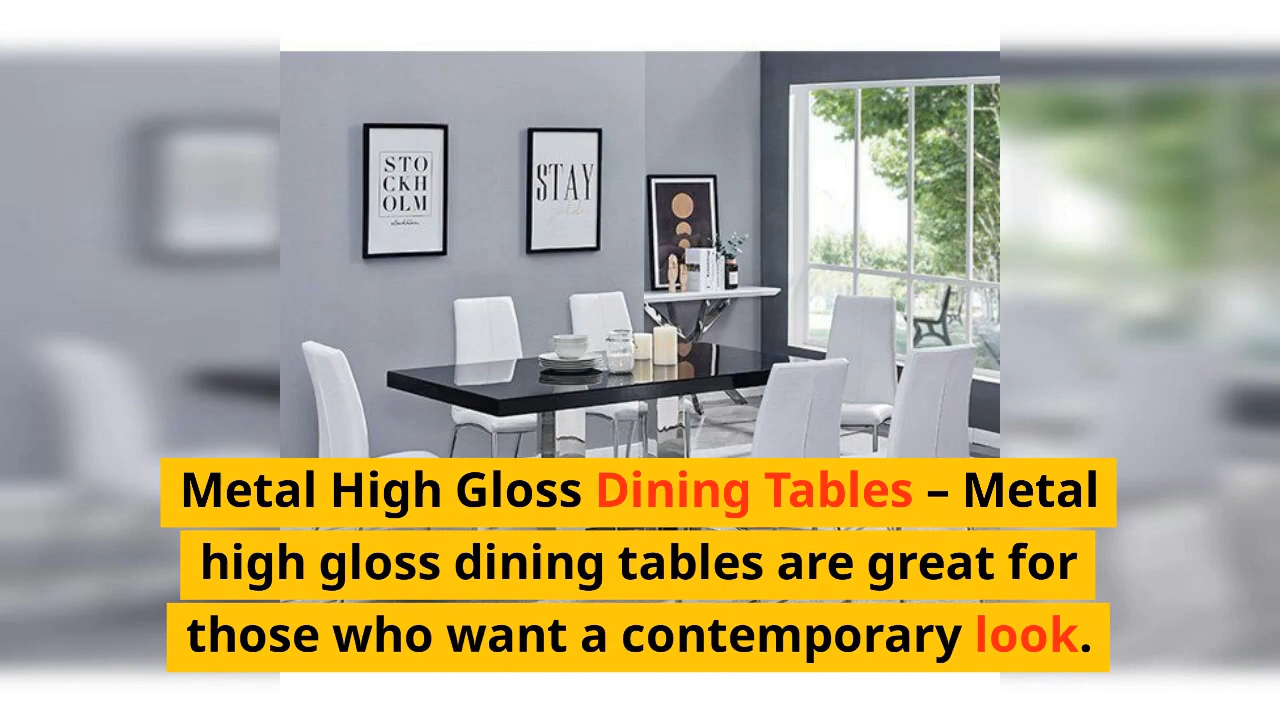 STO
CKH
OLM
STAY
Metal High Gloss Dining Tables – Metal
high gloss dining tables are great for
those who want a contemporary look.